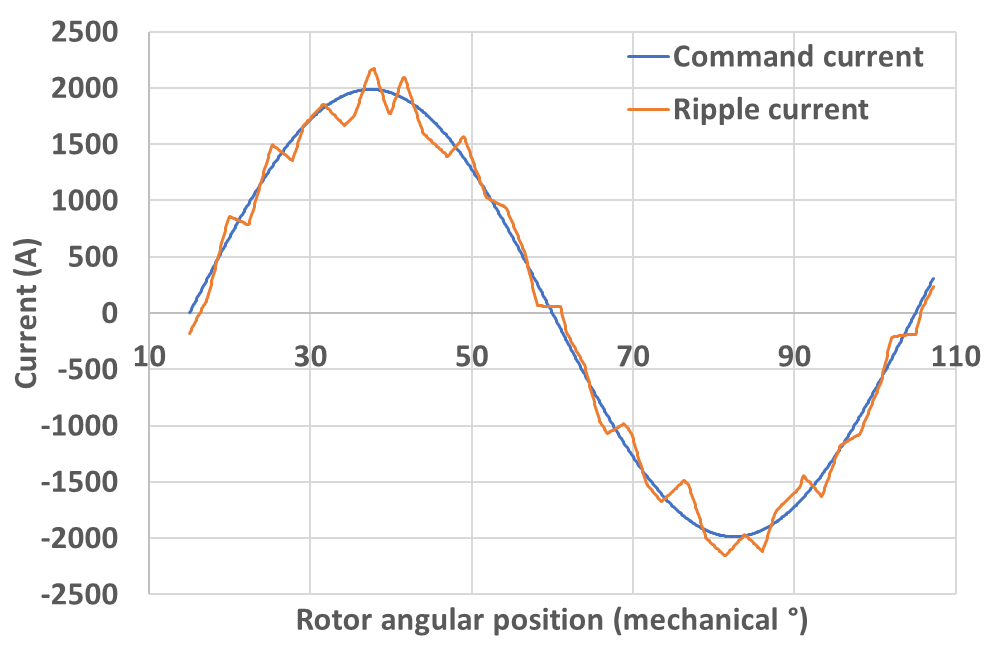 2500
2000
1500
1000
500
0
-500
-1000
-1500
-2000
-2500
Current (A)
10 30 50 70 90 110
Rotor angular position (mechanical °)
Command current
Ripple current